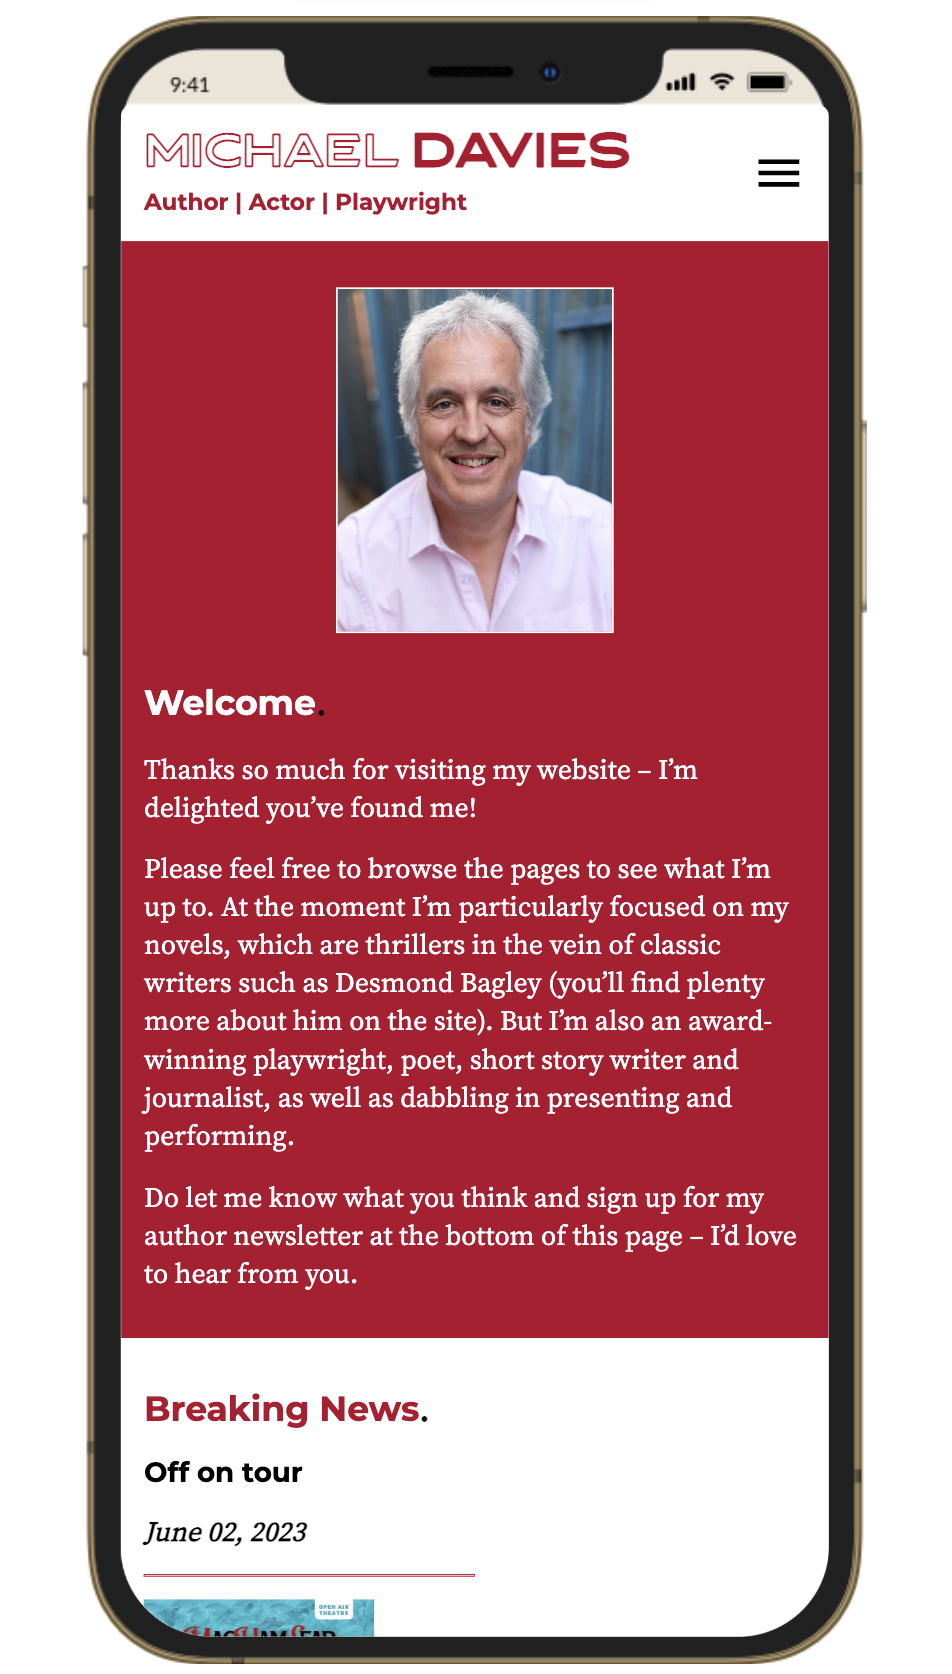 9:41
MICHAEL DAVIES
Author | Actor | Playwright
Welcome.
Thanks so much for visiting my website – I’m
delighted you’ve found me!
Please feel free to browse the pages to see what I’m
up to. At the moment I’m particularly focused on my
novels, which are thrillers in the vein of classic
writers such as Desmond Bagley (you’ll find plenty
more about him on the site). But I’m also an award-
winning playwright, poet, short story writer and
journalist, as well as dabbling in presenting and
performing.
Do let me know what you think and sign up for my
author newsletter at the bottom of this page – I’d love
to hear from you.
Breaking News.
Off on tour
June 02, 2023
OPEN AIR
THEATRE